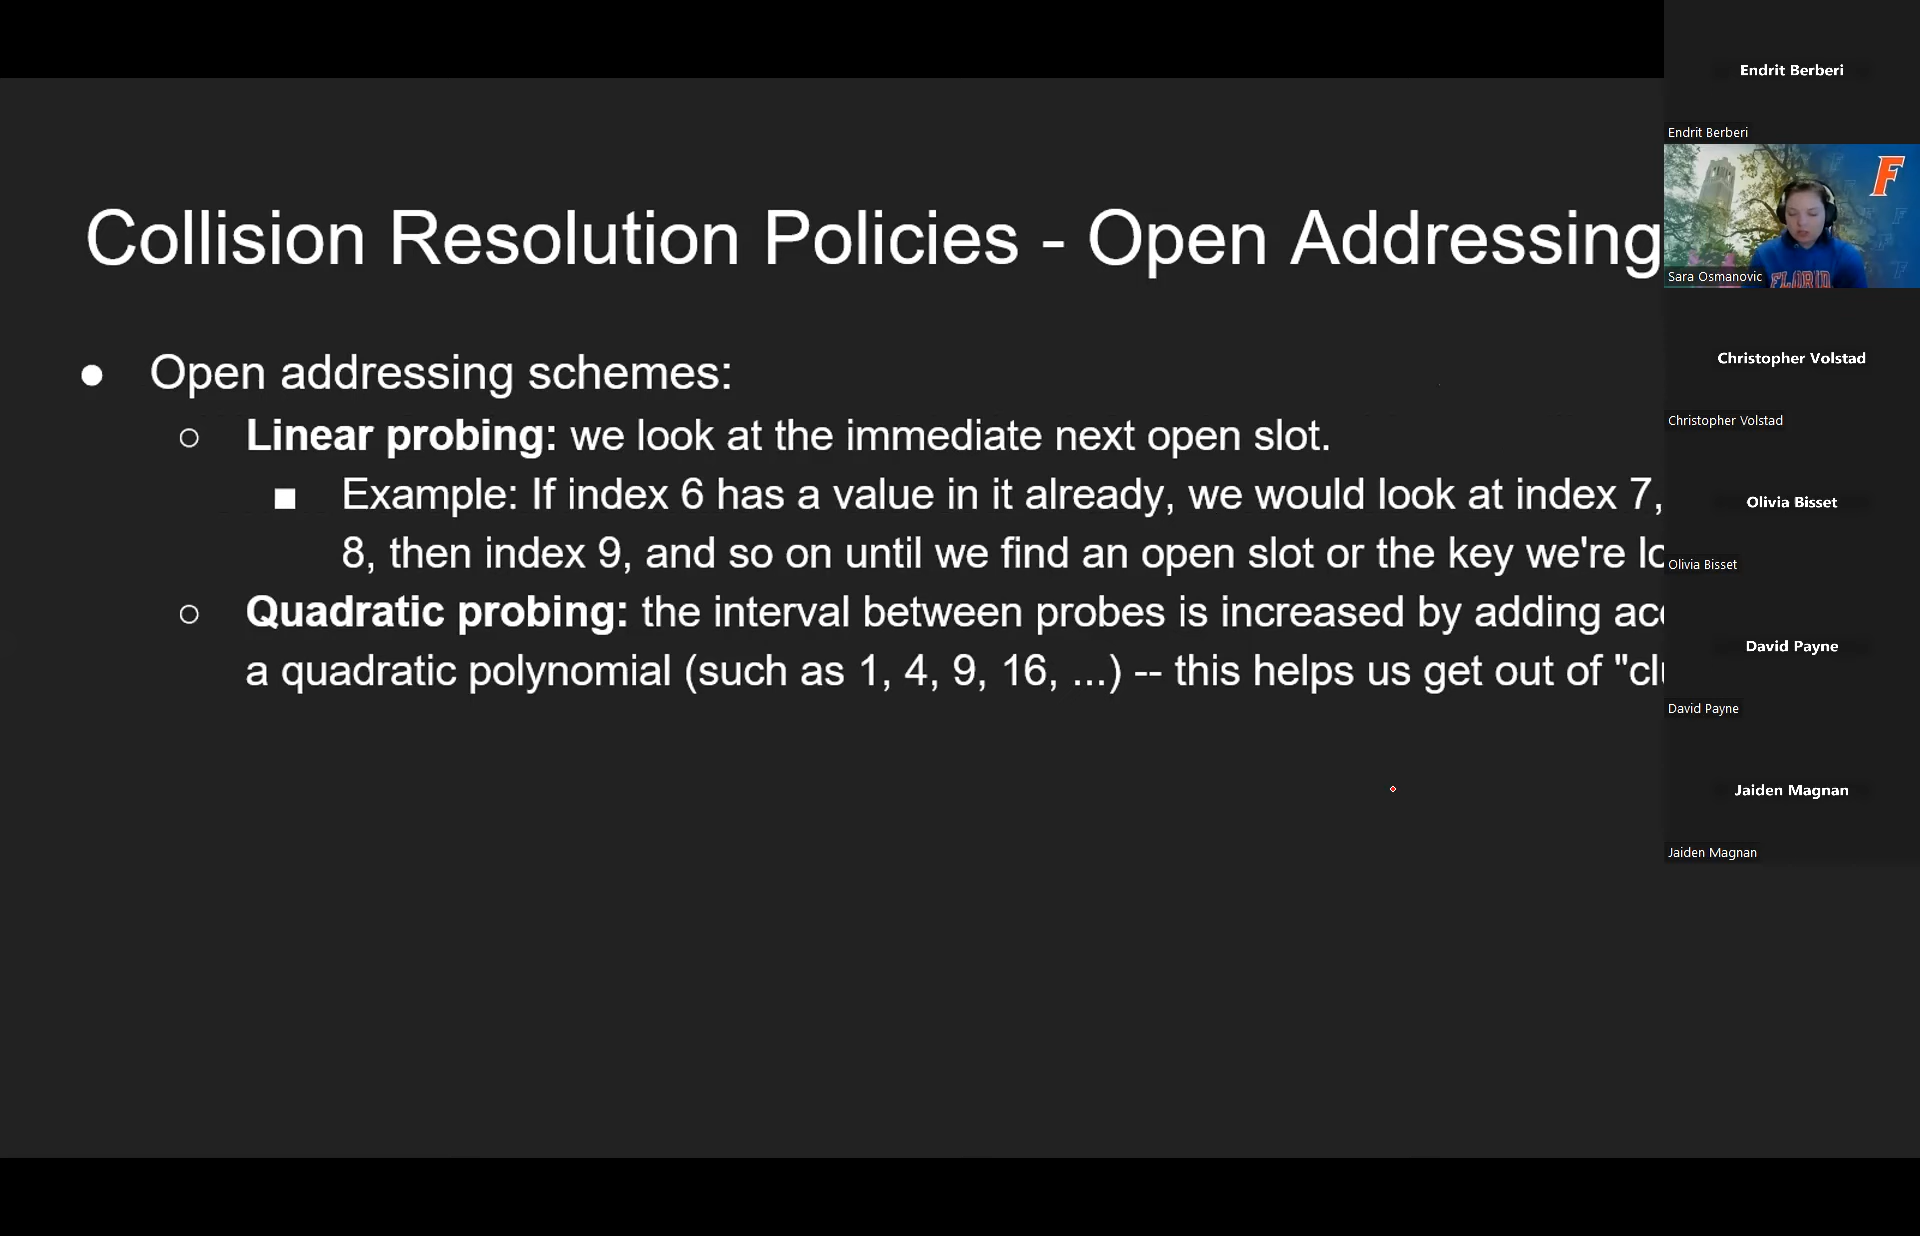 Collision Resolution Policies - Open Addressing
● Open addressing schemes:
○ Linear probing: we look at the immediate next open slot.
■ Example: If index 6 has a value in it already, we would look at index 7,
8, then index 9, and so on until we find an open slot or the key we're lo
○ Quadratic probing: the interval between probes is increased by adding
a quadratic polynomial (such as 1, 4, 9, 16, ...) -- this helps us get out of "cl
Endrit Berberi
Endrit Berberi
F
FLORID
Sara Osmanovic
Christopher Volstad
Christopher Volstad
Olivia Bisset
Olivia Bisset
David Payne
David Payne
Jaiden Magnan
Jaiden Magnan